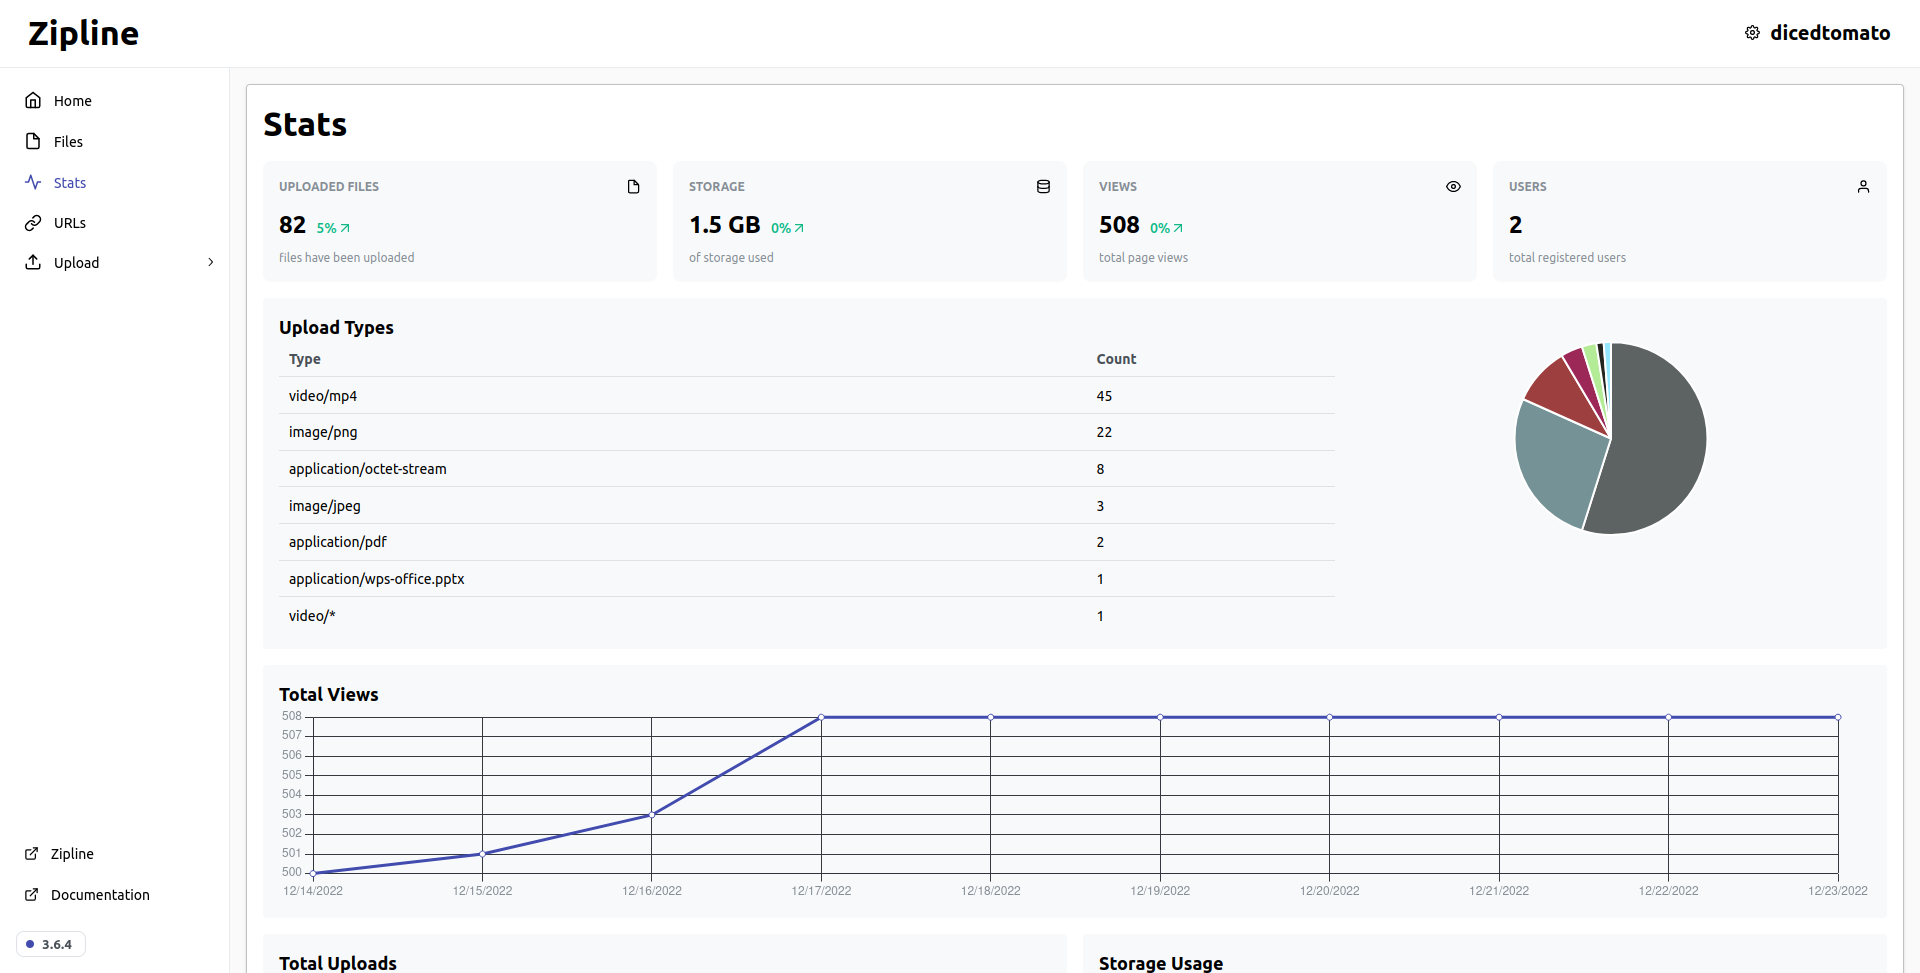 Zipline
dicedtomato
Home
Files
Stats
URLs
Upload
Zipline
Documentation
3.6.4
Stats
UPLOADED FILES
82 5%
files have been uploaded
STORAGE
1.5 GB 0%
of storage used
VIEWS
508 0%
total page views
USERS
2
total registered users
Upload Types
Type Count
video/mp4 45
image/png 22
application/octet-stream 8
image/jpeg 3
application/pdf 2
application/wps-office.pptx 1
video/* 1
Total Views
508
507
506
505
504
503
502
501
500
12/14/2022 12/15/2022 12/16/2022 12/17/2022 12/18/2022 12/19/2022 12/20/2022 12/21/2022 12/22/2022 12/23/2022
Total Uploads
Storage Usage